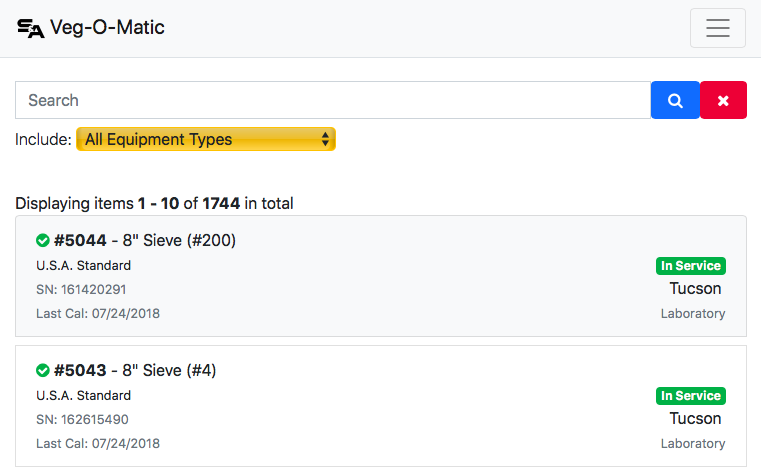 SA Veg-O-Matic
Search
Include: All Equipment Types
Displaying items 1 - 10 of 1744 in total
#5044 - 8" Sieve (#200)
U.S.A. Standard
In Service
SN: 161420291
Tucson
Last Cal: 07/24/2018
Laboratory
#5043 - 8" Sieve (#4)
U.S.A. Standard
In Service
SN: 162615490
Tucson
Last Cal: 07/24/2018
Laboratory